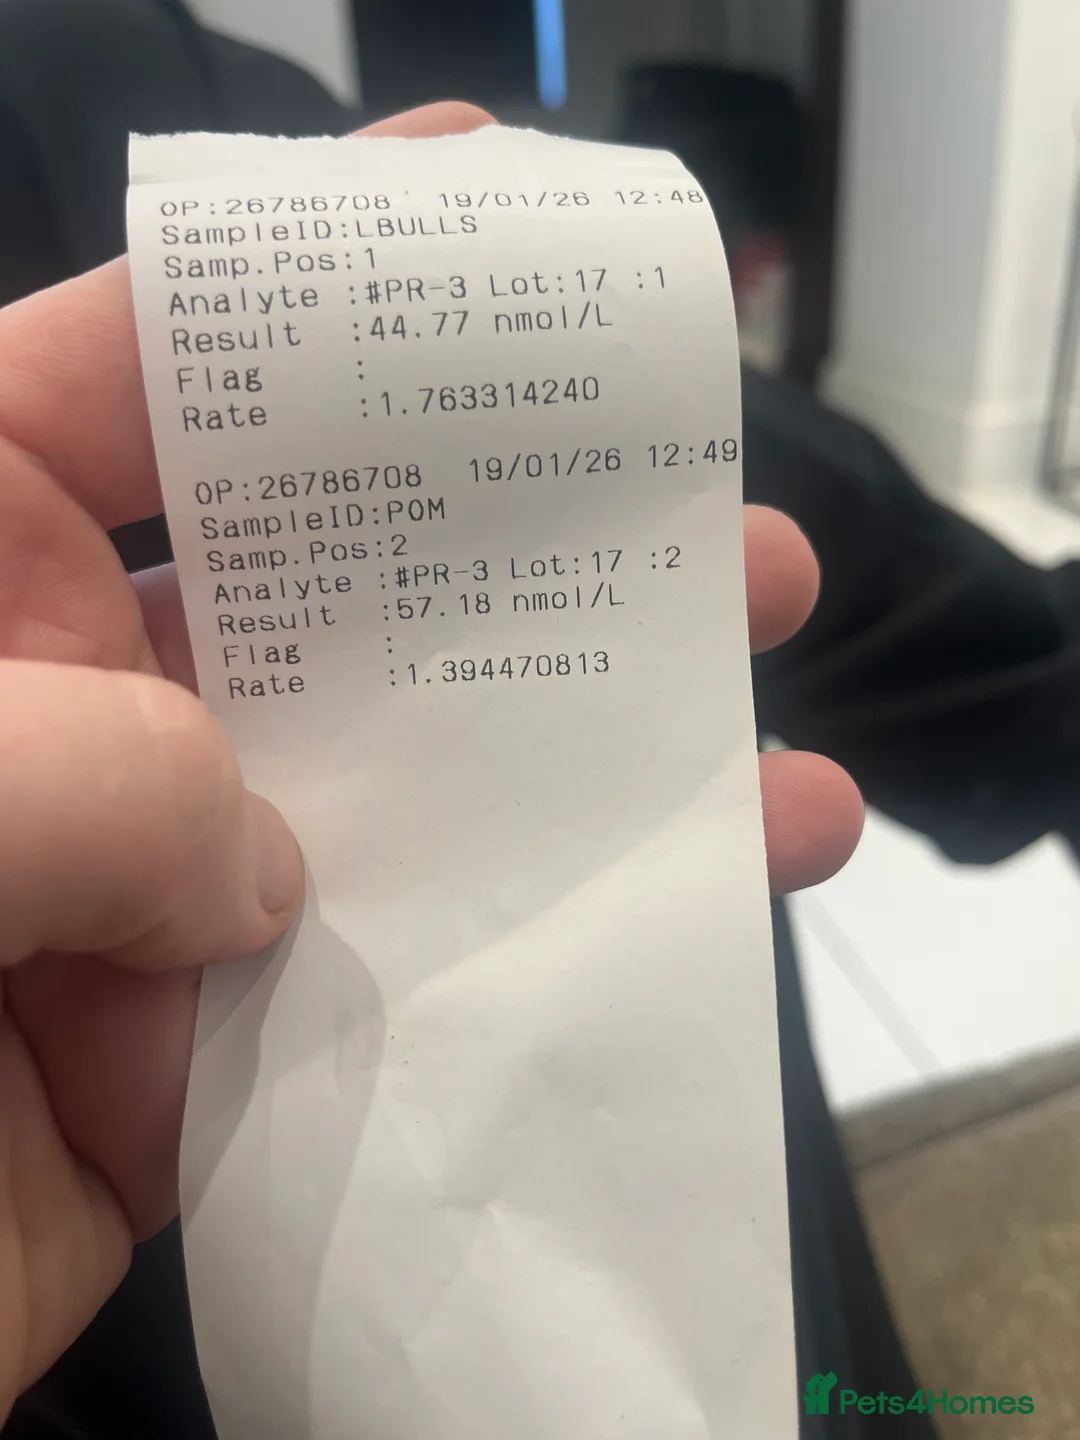 OP:26786708 19/01/26 12:48
SampleID:LBULLS
Samp.Pos:1
Analyte :#PR-3 Lot:17 :1
Result :44.77 nmol/L
Flag :
Rate :1.763314240
OP:26786708 19/01/26 12:49
SampleID:POM
Samp.Pos:2
Analyte :#PR-3 Lot:17 :2
Result :57.18 nmol/L
Flag :
Rate :1.394470813
Pets4Homes